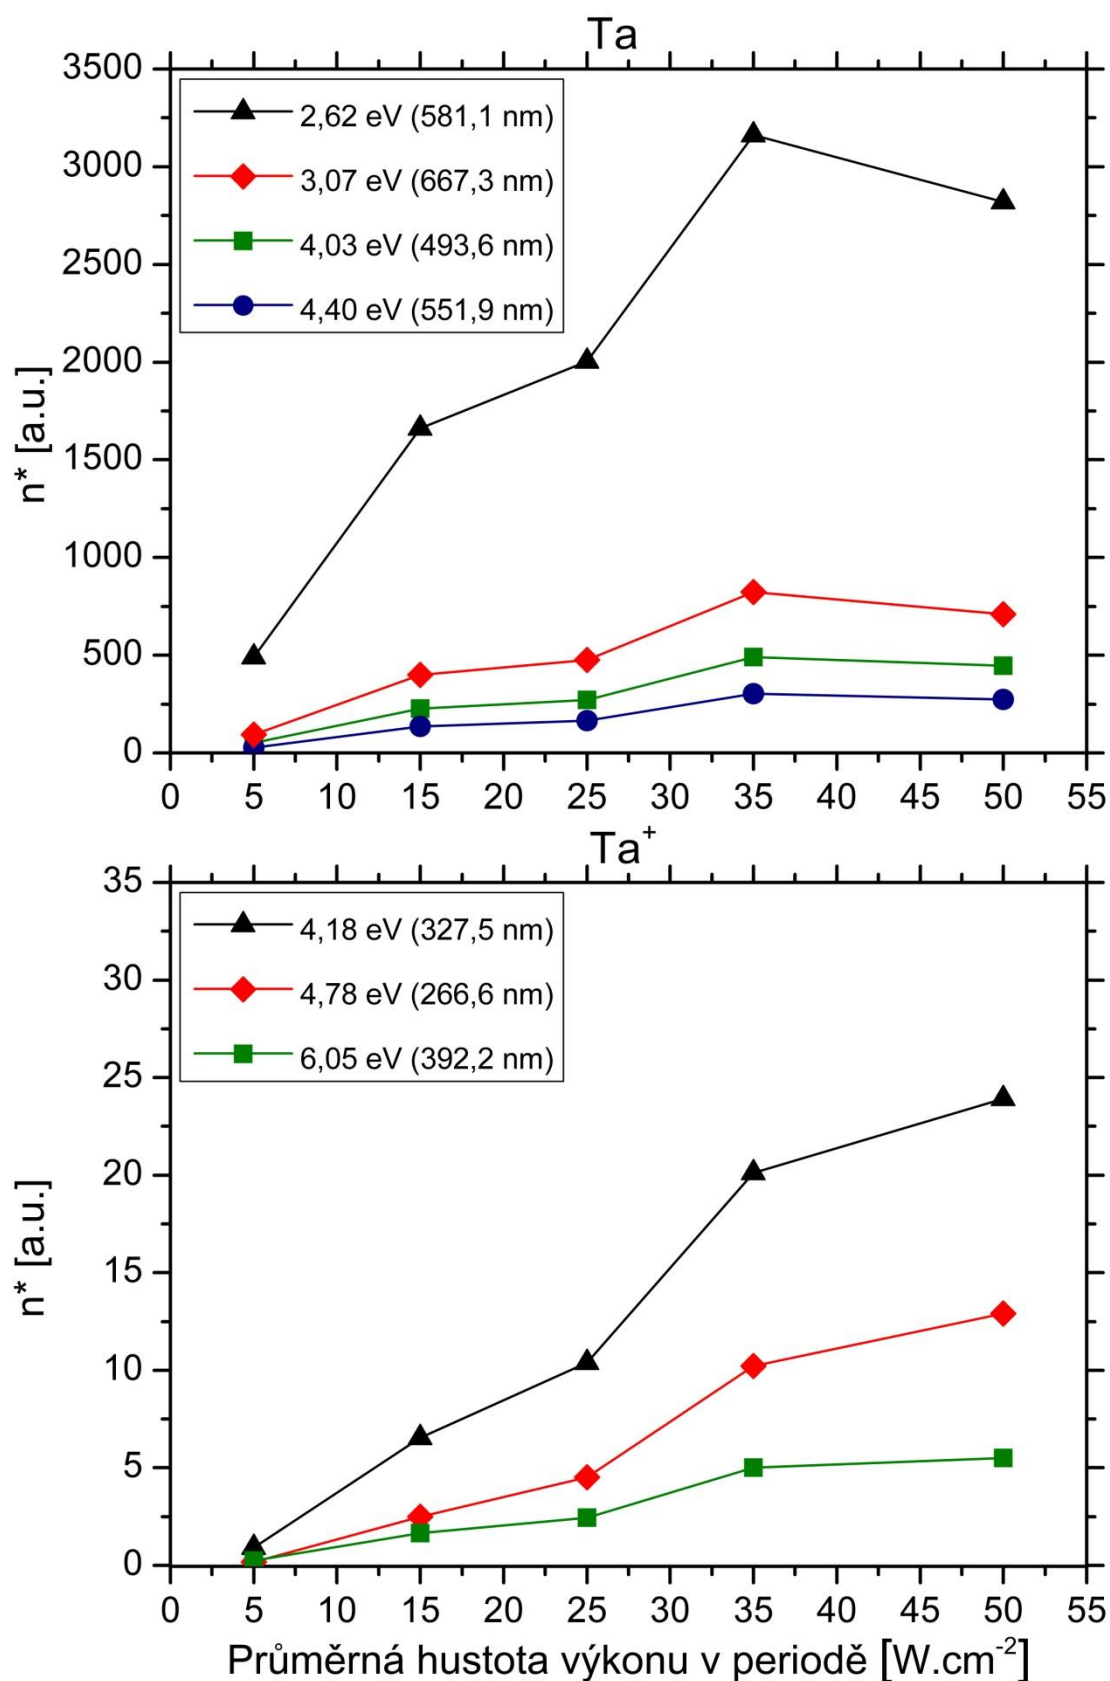 Ta
3500
3000
2500
2000
1500
1000
500
0
n* [a.u.]
2,62 eV (581,1 nm)
3,07 eV (667,3 nm)
4,03 eV (493,6 nm)
4,40 eV (551,9 nm)
0 5 10 15 20 25 30 35 40 45 50 55
Ta⁺
35
30
25
20
15
10
5
0
n* [a.u.]
4,18 eV (327,5 nm)
4,78 eV (266,6 nm)
6,05 eV (392,2 nm)
0 5 10 15 20 25 30 35 40 45 50 55
Průměrná hustota výkonu v periodě [W.cm⁻²]